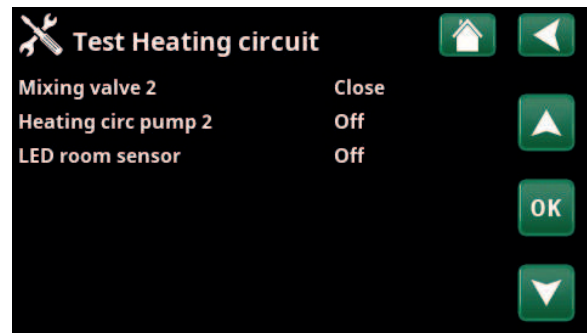 Test Heating circuit
Mixing valve 2 Close
Heating circ pump 2 Off
LED room sensor Off
OK